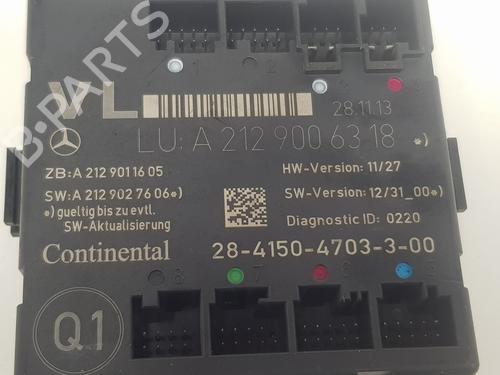 1 2 3 4
VL
28.11.13
LU: A 212 900 63 18 *)
ZB:A 212 901 16 05
HW-Version: 11/27
SW:A 212 902 76 06*)
SW-Version: 12/31_00*)
*) gueltig bis zu evtl.
SW-Aktualisierung
Diagnostic ID: 0220
Continental
28-4150-4703-3-00
8 7 6 5
Q1
B-PARTS